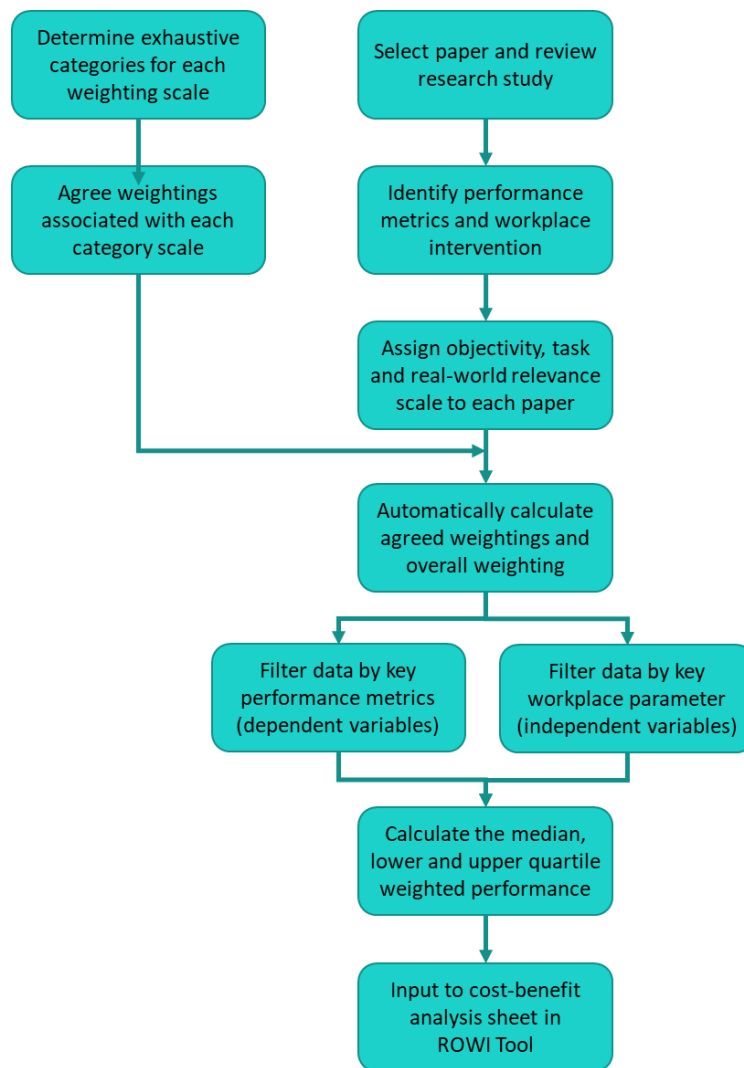 Determine exhaustive
categories for each
weighting scale
Select paper and review
research study
Agree weightings
associated with each
category scale
Identify performance
metrics and workplace
intervention
Assign objectivity, task
and real-world relevance
scale to each paper
Automatically calculate
agreed weightings and
overall weighting
Filter data by key
performance metrics
(dependent variables)
Filter data by key
workplace parameter
(independent variables)
Calculate the median,
lower and upper quartile
weighted performance
Input to cost-benefit
analysis sheet in
ROWI Tool